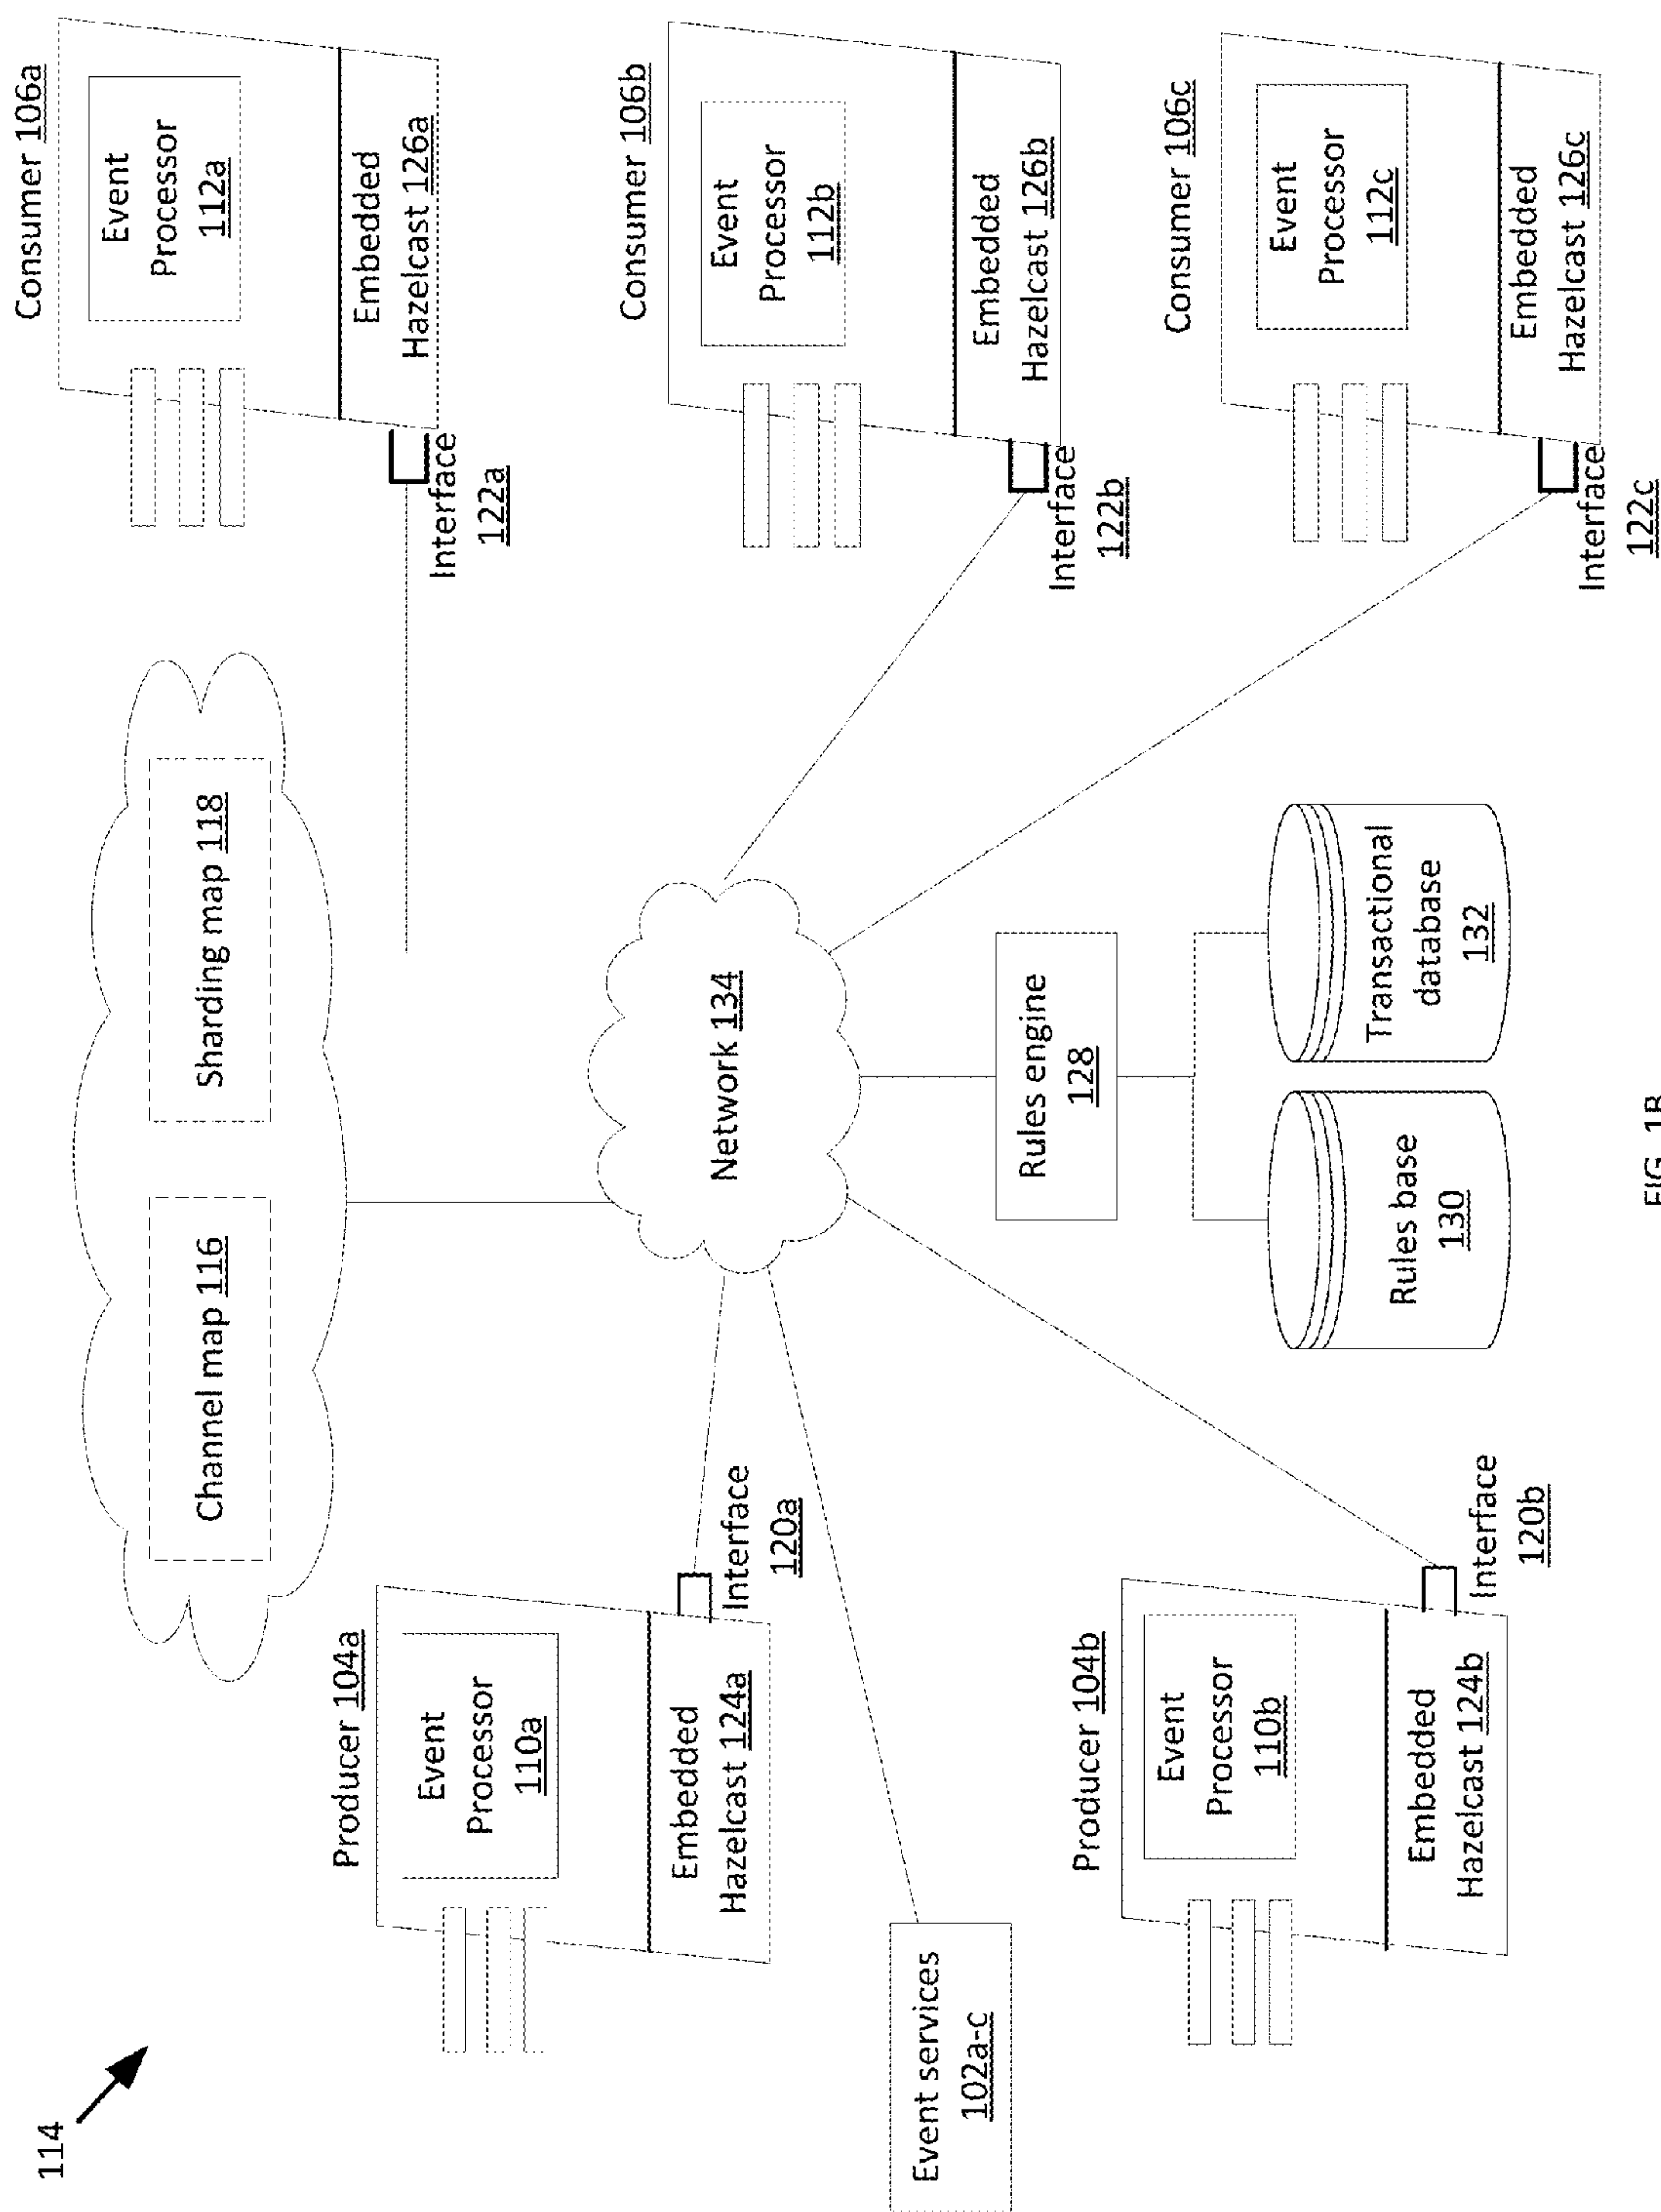 114
Channel map 116
Sharding map 118
Consumer 106a
Event
Processor
112a
Embedded
Hazelcast 126a
Interface
122a
Producer 104a
Event
Processor
110a
Embedded
Hazelcast 124a
Interface
120a
Network 134
Consumer 106b
Event
Processor
112b
Embedded
Hazelcast 126b
Interface
122b
Event services
102a-c
Rules engine
128
Producer 104b
Event
Processor
110b
Embedded
Hazelcast 124b
Interface
120b
Rules base
130
Transactional
database
132
Consumer 106c
Event
Processor
112c
Embedded
Hazelcast 126c
Interface
122c
FIG. 1B